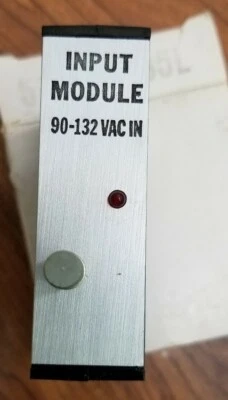 INPUT
MODULE
90-132 VAC IN